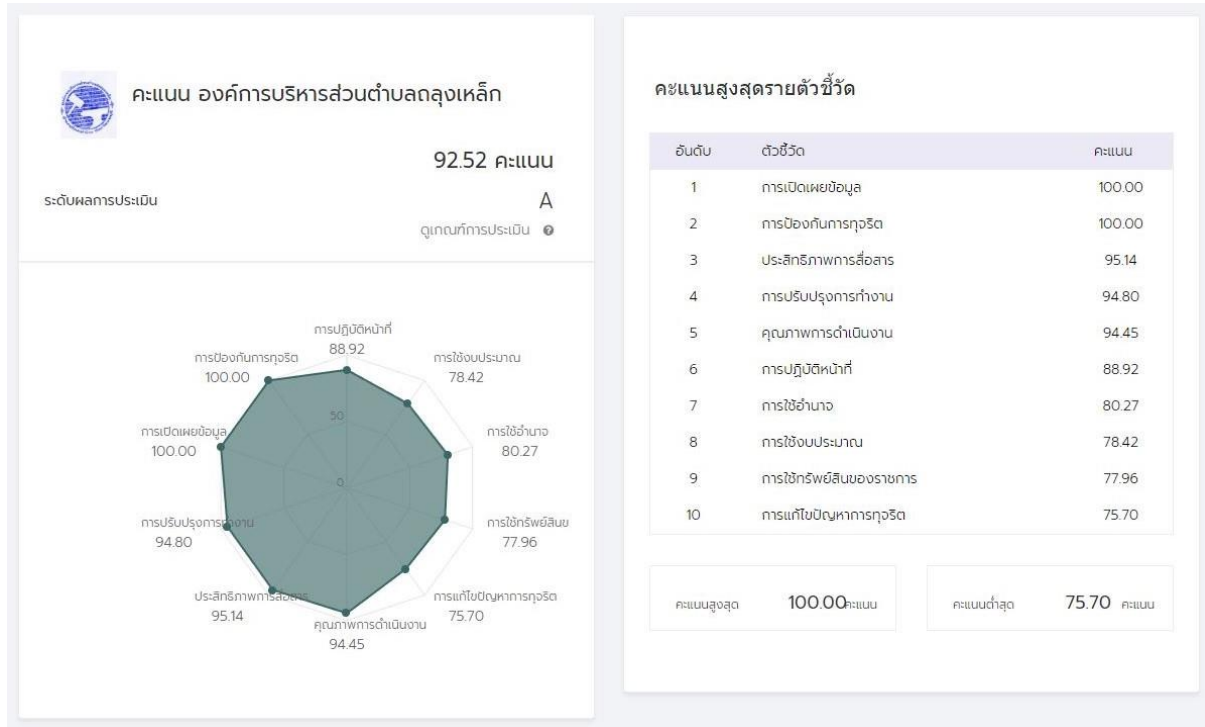 คะแนน องค์การบริหารส่วนตำบลถลุงเหล็ก
92.52 คะแนน
ระดับผลการประเมิน A
ดูเกณฑ์การประเมิน
การปฏิบัติหน้าที่
88.92
การป้องกันการทุจริต
100.00
การใช้งบประมาณ
78.42
50
การเปิดเผยข้อมูล
100.00
การใช้อำนาจ
80.27
0
การปรับปรุงการทำงาน
94.80
การใช้ทรัพย์สินข
77.96
ประสิทธิภาพการสื่อสาร
95.14
การแก้ไขปัญหาการทุจริต
75.70
คุณภาพการดำเนินงาน
94.45
คะแนนสูงสุดรายตัวชี้วัด
อันดับ ตัวชี้วัด คะแนน
1 การเปิดเผยข้อมูล 100.00
2 การป้องกันการทุจริต 100.00
3 ประสิทธิภาพการสื่อสาร 95.14
4 การปรับปรุงการทำงาน 94.80
5 คุณภาพการดำเนินงาน 94.45
6 การปฏิบัติหน้าที่ 88.92
7 การใช้อำนาจ 80.27
8 การใช้งบประมาณ 78.42
9 การใช้ทรัพย์สินของราชการ 77.96
10 การแก้ไขปัญหาการทุจริต 75.70
คะแนนสูงสุด 100.00 คะแนน
คะแนนต่ำสุด 75.70 คะแนน